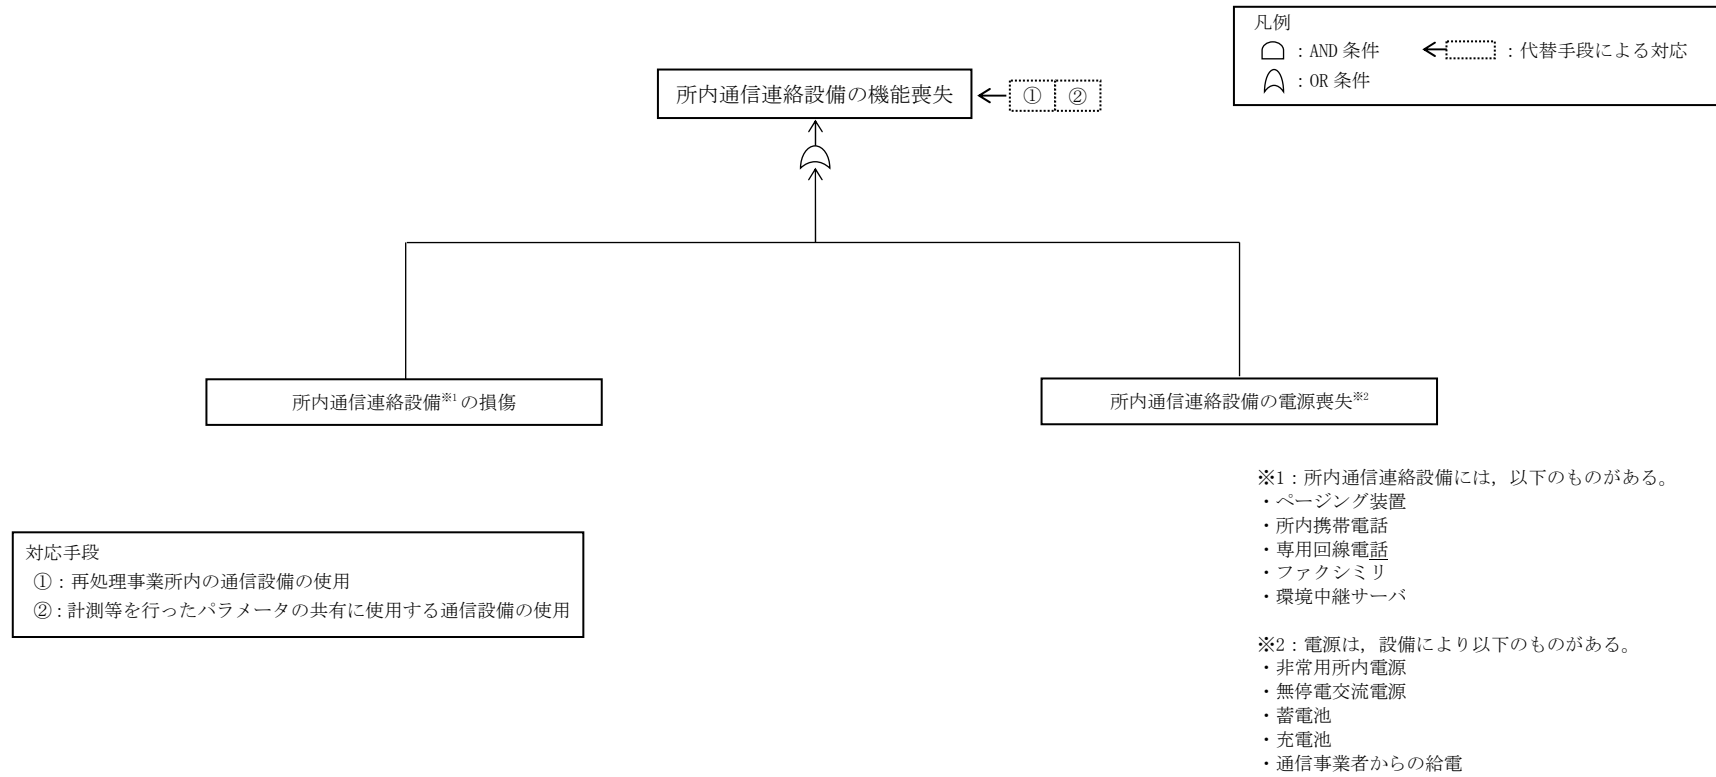 凡例
：AND 条件
：代替手段による対応
：OR 条件
所内通信連絡設備の機能喪失
① ②
所内通信連絡設備※1の損傷
所内通信連絡設備の電源喪失※2
※1：所内通信連絡設備には，以下のものがある。
・ページング装置
・所内携帯電話
・専用回線電話
・ファクシミリ
・環境中継サーバ
※2：電源は，設備により以下のものがある。
・非常用所内電源
・無停電交流電源
・蓄電池
・充電池
・通信事業者からの給電
対応手段
①：再処理事業所内の通信設備の使用
②：計測等を行ったパラメータの共有に使用する通信設備の使用